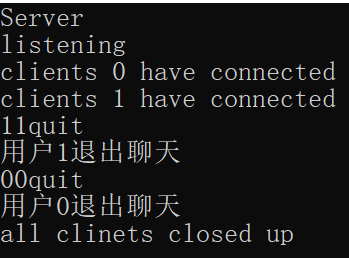 Server
listening
clients 0 have connected
clients 1 have connected
11quit
用户1退出聊天
00quit
用户0退出聊天
all clinets closed up